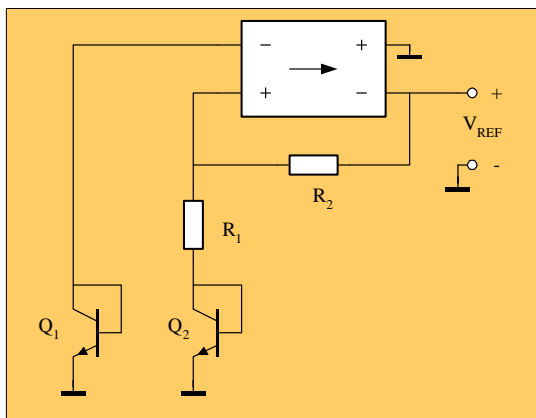 − +
+ −
+
V_REF
-
R_2
R_1
Q_1
Q_2